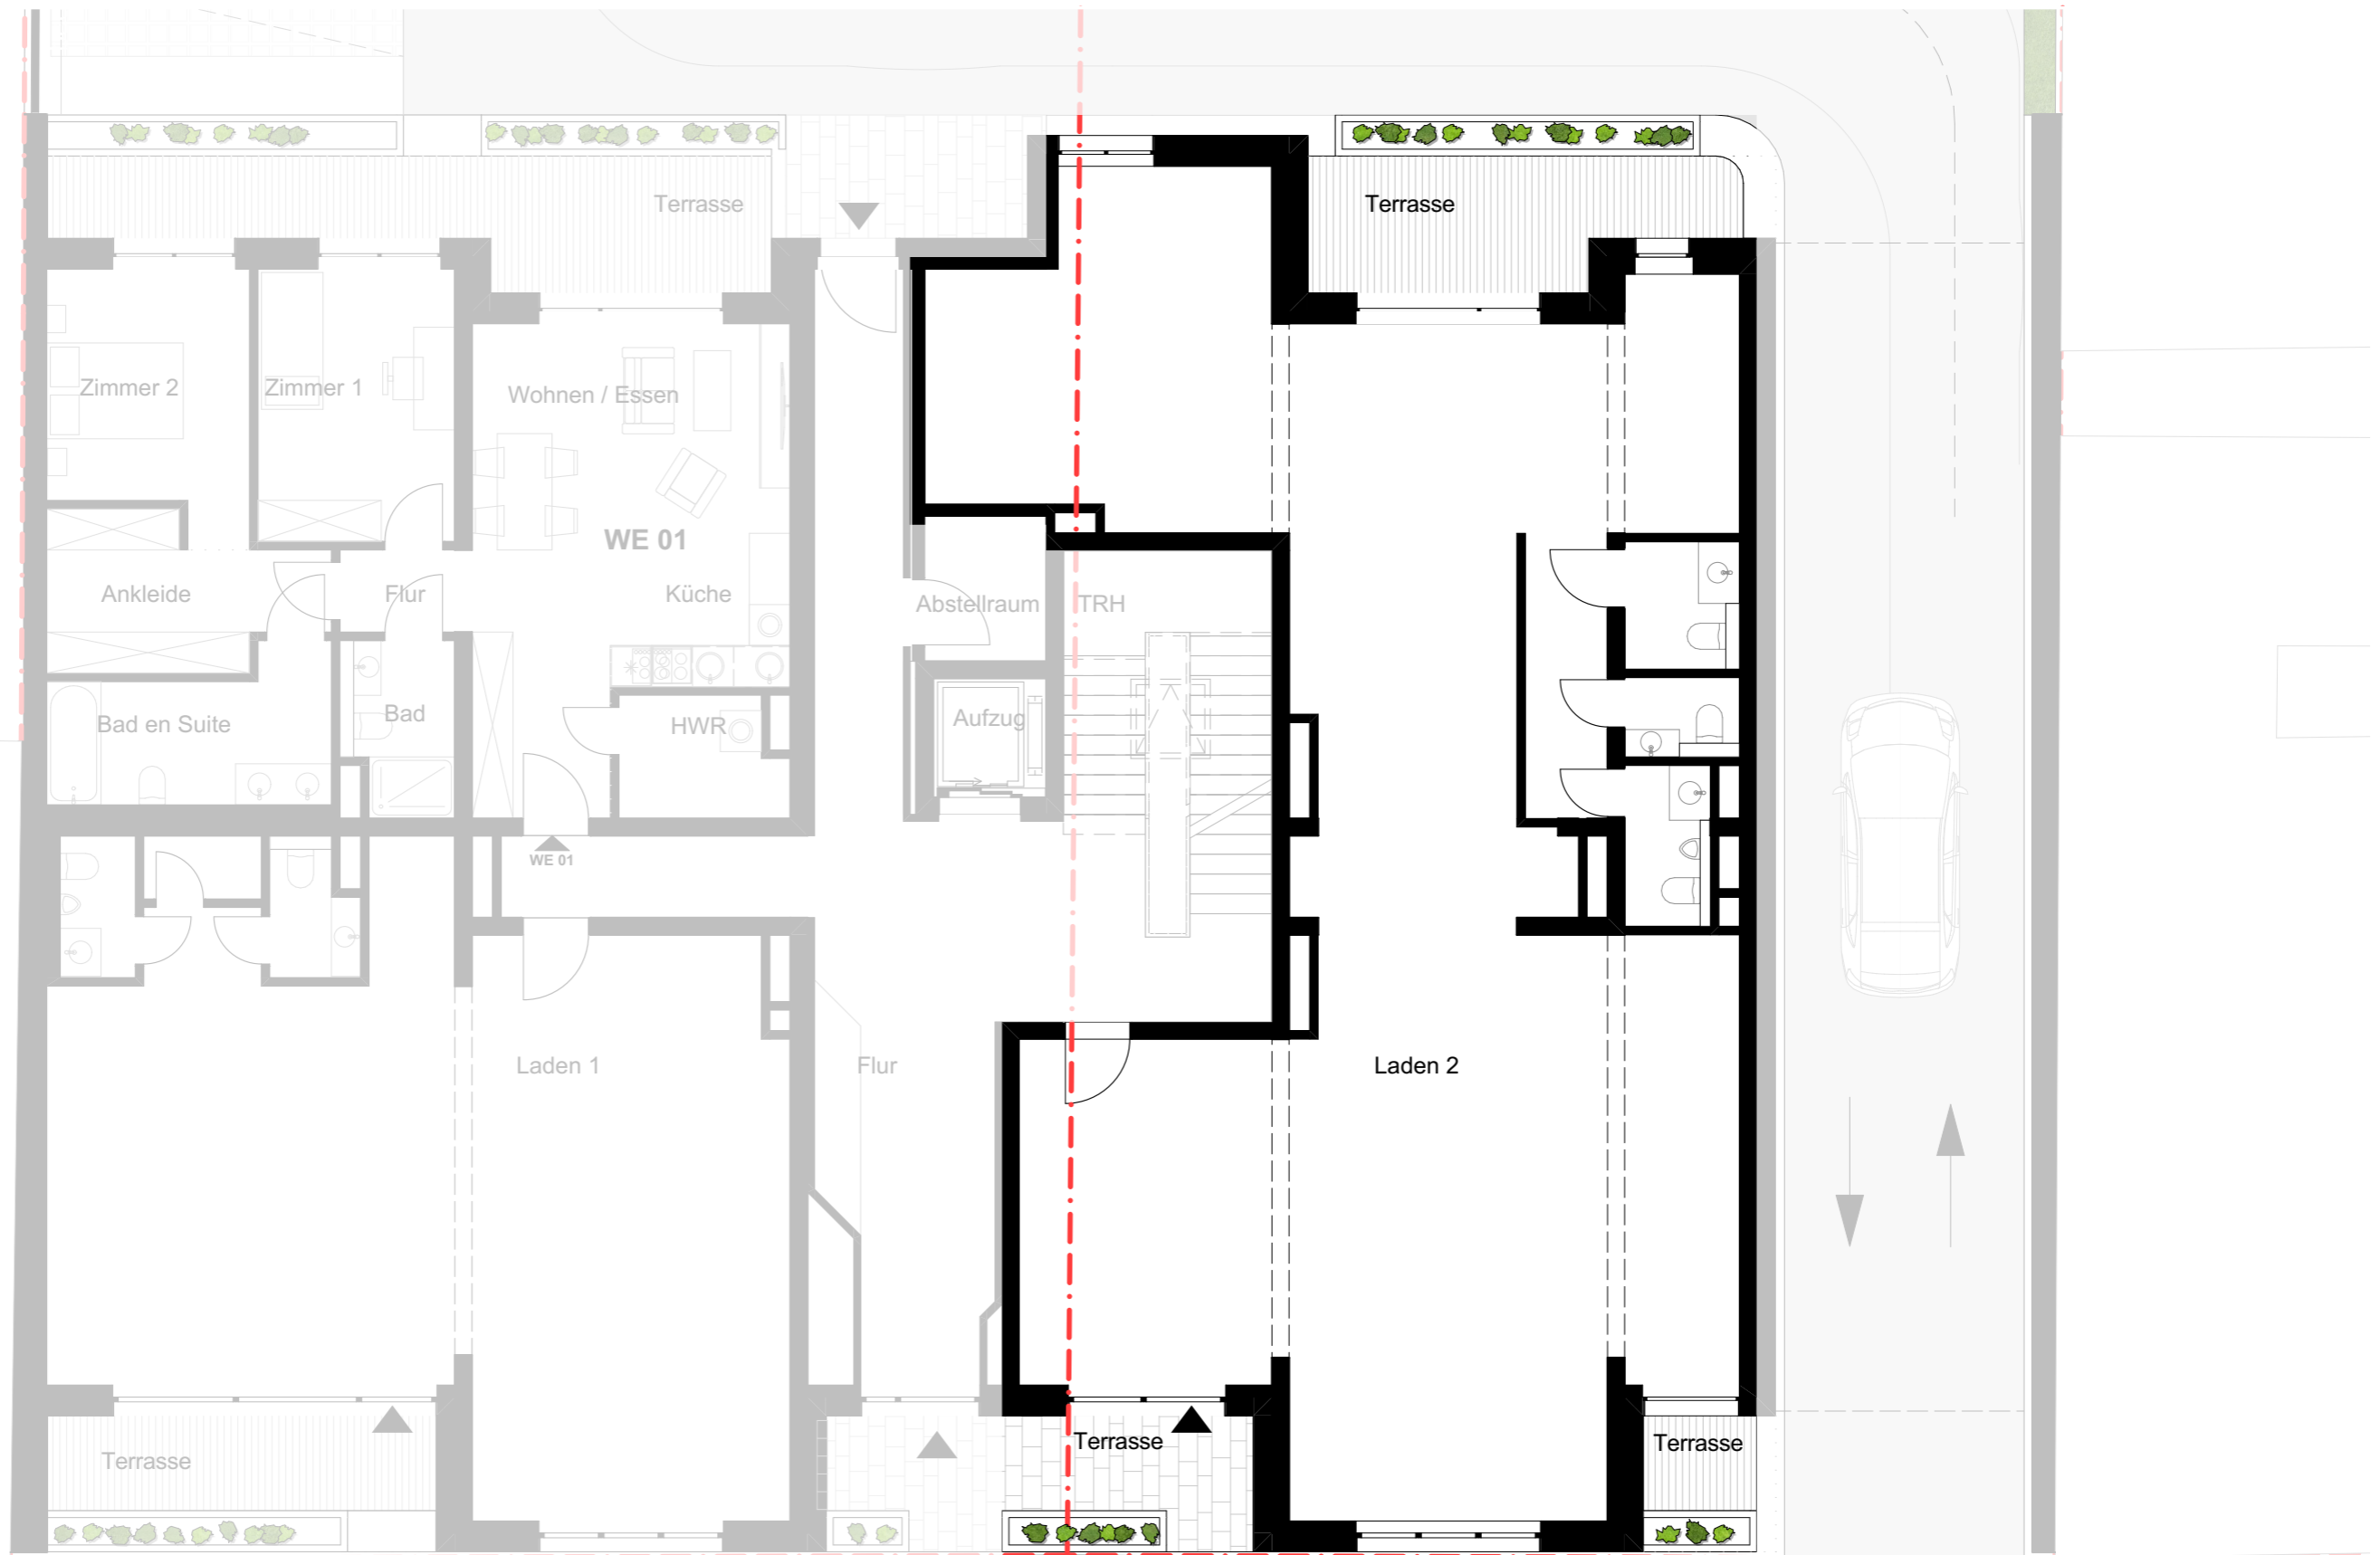 Terrasse
Terrasse
Zimmer 2
Zimmer 1
Wohnen / Essen
WE 01
Ankleide
Flur
Küche
Abstellraum
TRH
Bad en Suite
Bad
HWR
Aufzug
WE 01
Laden 1
Flur
Laden 2
Terrasse
Terrasse
Terrasse